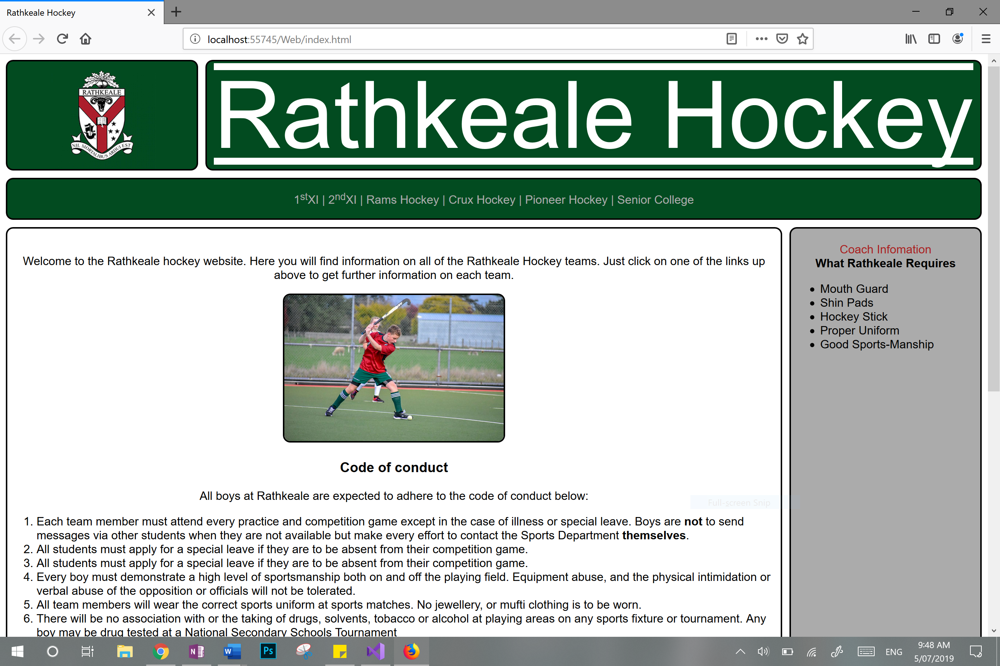 Rathkeale Hockey
localhost:55745/Web/index.html
RATHKEALE
NIL MORTALIBUS ARDUI EST
Rathkeale Hockey
1stXI | 2ndXI | Rams Hockey | Crux Hockey | Pioneer Hockey | Senior College
Welcome to the Rathkeale hockey website. Here you will find information on all of the Rathkeale Hockey teams. Just click on one of the links up
above to get further information on each team.
Code of conduct
All boys at Rathkeale are expected to adhere to the code of conduct below:
1. Each team member must attend every practice and competition game except in the case of illness or special leave. Boys are not to send
messages via other students when they are not available but make every effort to contact the Sports Department themselves.
2. All students must apply for a special leave if they are to be absent from their competition game.
3. All students must apply for a special leave if they are to be absent from their competition game.
4. Every boy must demonstrate a high level of sportsmanship both on and off the playing field. Equipment abuse, and the physical intimidation or
verbal abuse of the opposition or officials will not be tolerated.
5. All team members will wear the correct sports uniform at sports matches. No jewellery, or mufti clothing is to be worn.
6. There will be no association with or the taking of drugs, solvents, tobacco or alcohol at playing areas on any sports fixture or tournament. Any
boy may be drug tested at a National Secondary Schools Tournament
Coach Infomation
What Rathkeale Requires
• Mouth Guard
• Shin Pads
• Hockey Stick
• Proper Uniform
• Good Sports-Manship
Full-screen Snip
N
W
Ps
ENG
9:48 AM
5/07/2019